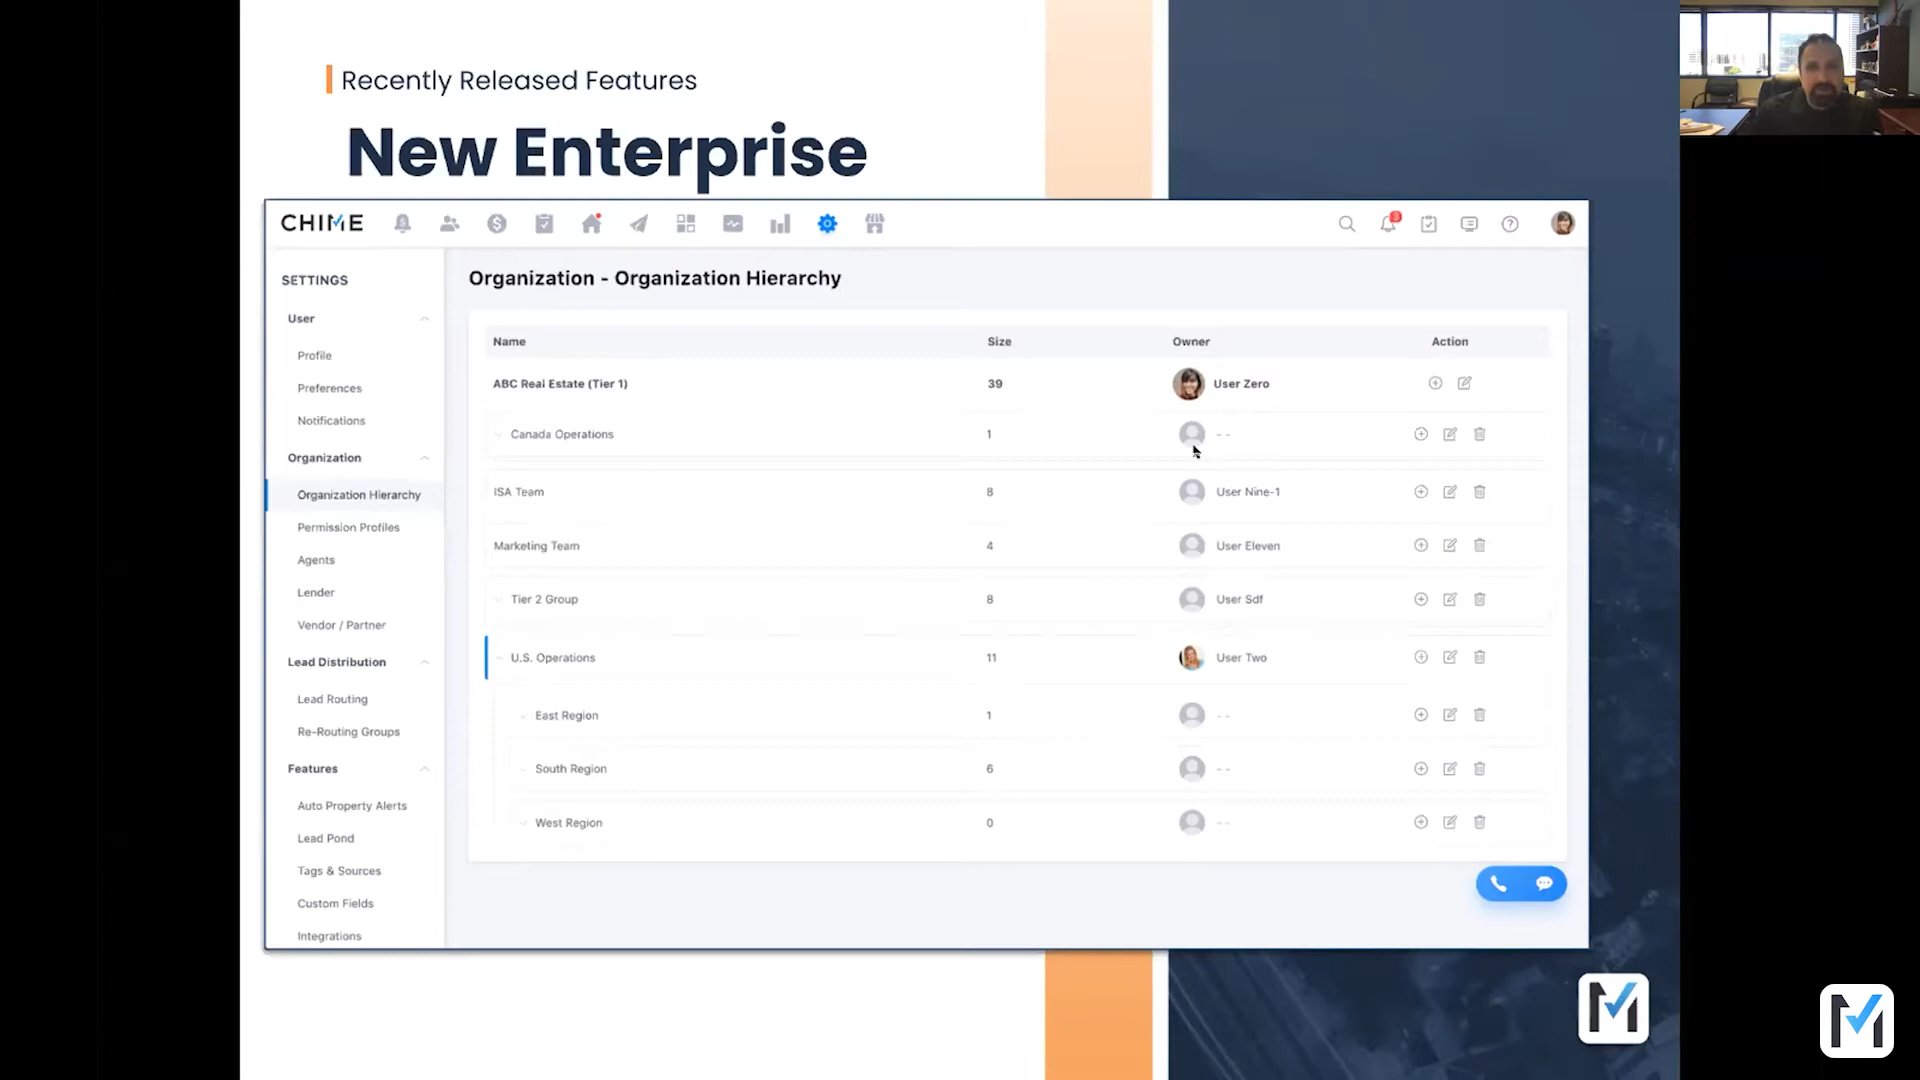 Recently Released Features
New Enterprise
CHIME
3
SETTINGS
User
Profile
Preferences
Notifications
Organization
Organization Hierarchy
Permission Profiles
Agents
Lender
Vendor / Partner
Lead Distribution
Lead Routing
Re-Routing Groups
Features
Auto Property Alerts
Lead Pond
Tags & Sources
Custom Fields
Integrations
Organization - Organization Hierarchy
Name Size Owner Action
ABC Real Estate (Tier 1) 39 User Zero
Canada Operations 1 - -
ISA Team 8 User Nine-1
Marketing Team 4 User Eleven
Tier 2 Group 8 User Sdf
U.S. Operations 11 User Two
East Region 1 - -
South Region 6 - -
West Region 0 - -